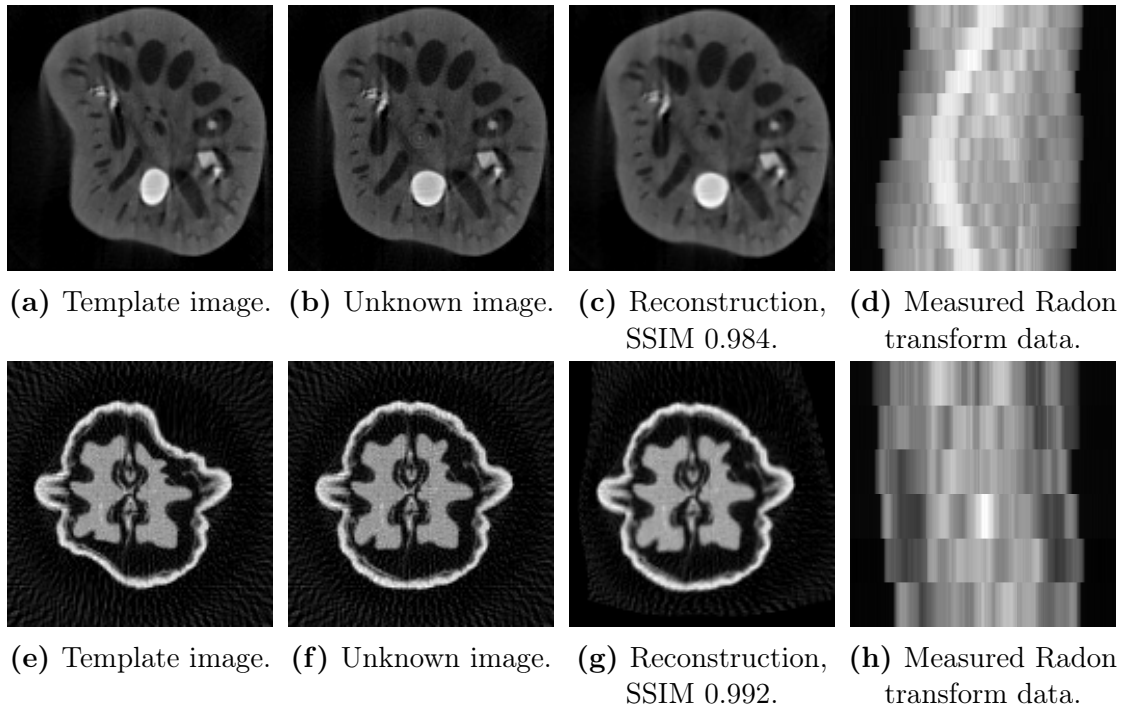 (a) Template image.
(b) Unknown image.
(c) Reconstruction,
SSIM 0.984.
(d) Measured Radon
transform data.
(e) Template image.
(f) Unknown image.
(g) Reconstruction,
SSIM 0.992.
(h) Measured Radon
transform data.